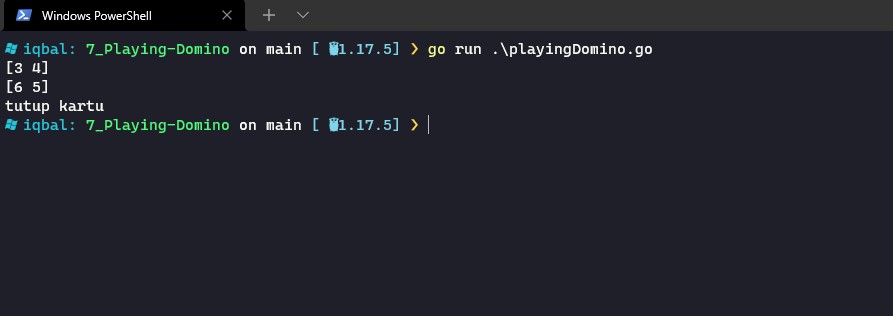 Windows PowerShell
iqbal: 7_Playing-Domino on main [ 1.17.5] ❯ go run .\playingDomino.go
[3 4]
[6 5]
tutup kartu
iqbal: 7_Playing-Domino on main [ 1.17.5] ❯